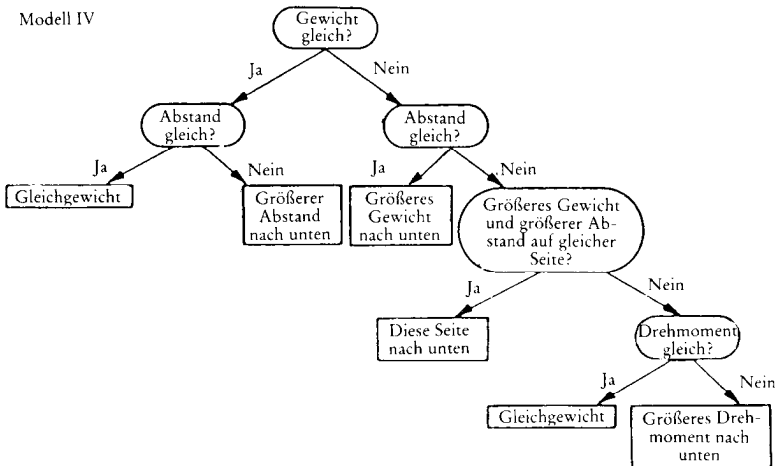 Modell IV
Gewicht
gleich?
Ja
Nein
Abstand
gleich?
Abstand
gleich?
Ja
Nein
Ja
Nein
Gleichgewicht
Größerer
Abstand
nach unten
Größeres
Gewicht
nach unten
Größeres Gewicht
und größerer Ab-
stand auf gleicher
Seite?
Ja
Nein
Diese Seite
nach unten
Drehmoment
gleich?
Ja
Nein
Gleichgewicht
Größeres Dreh-
moment nach
unten